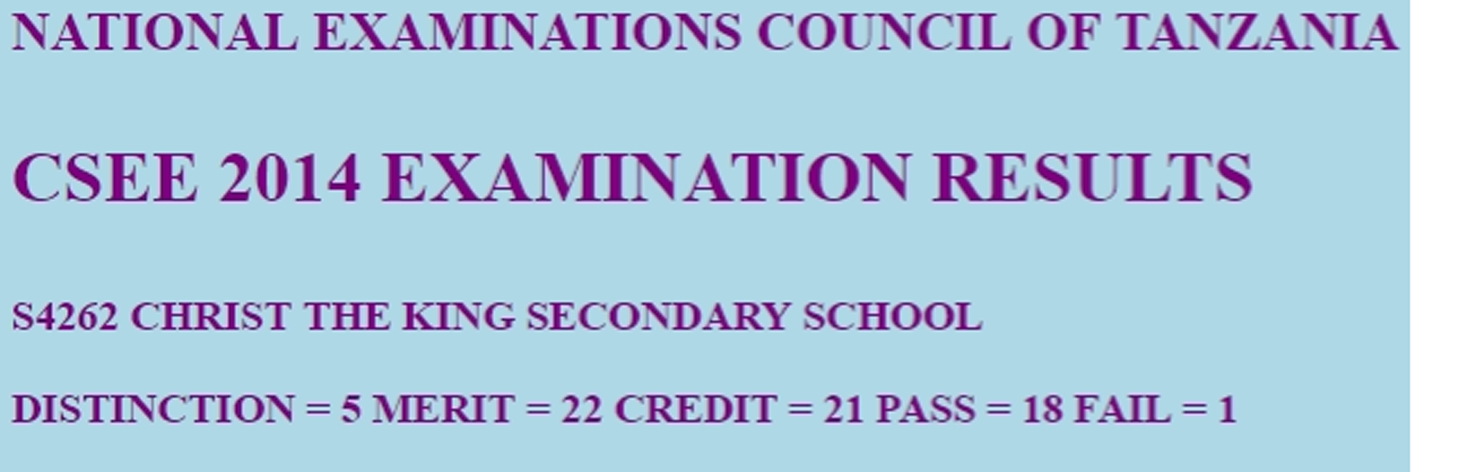 NATIONAL EXAMINATIONS COUNCIL OF TANZANIA
CSEE 2014 EXAMINATION RESULTS
S4262 CHRIST THE KING SECONDARY SCHOOL
DISTINCTION = 5 MERIT = 22 CREDIT = 21 PASS = 18 FAIL = 1